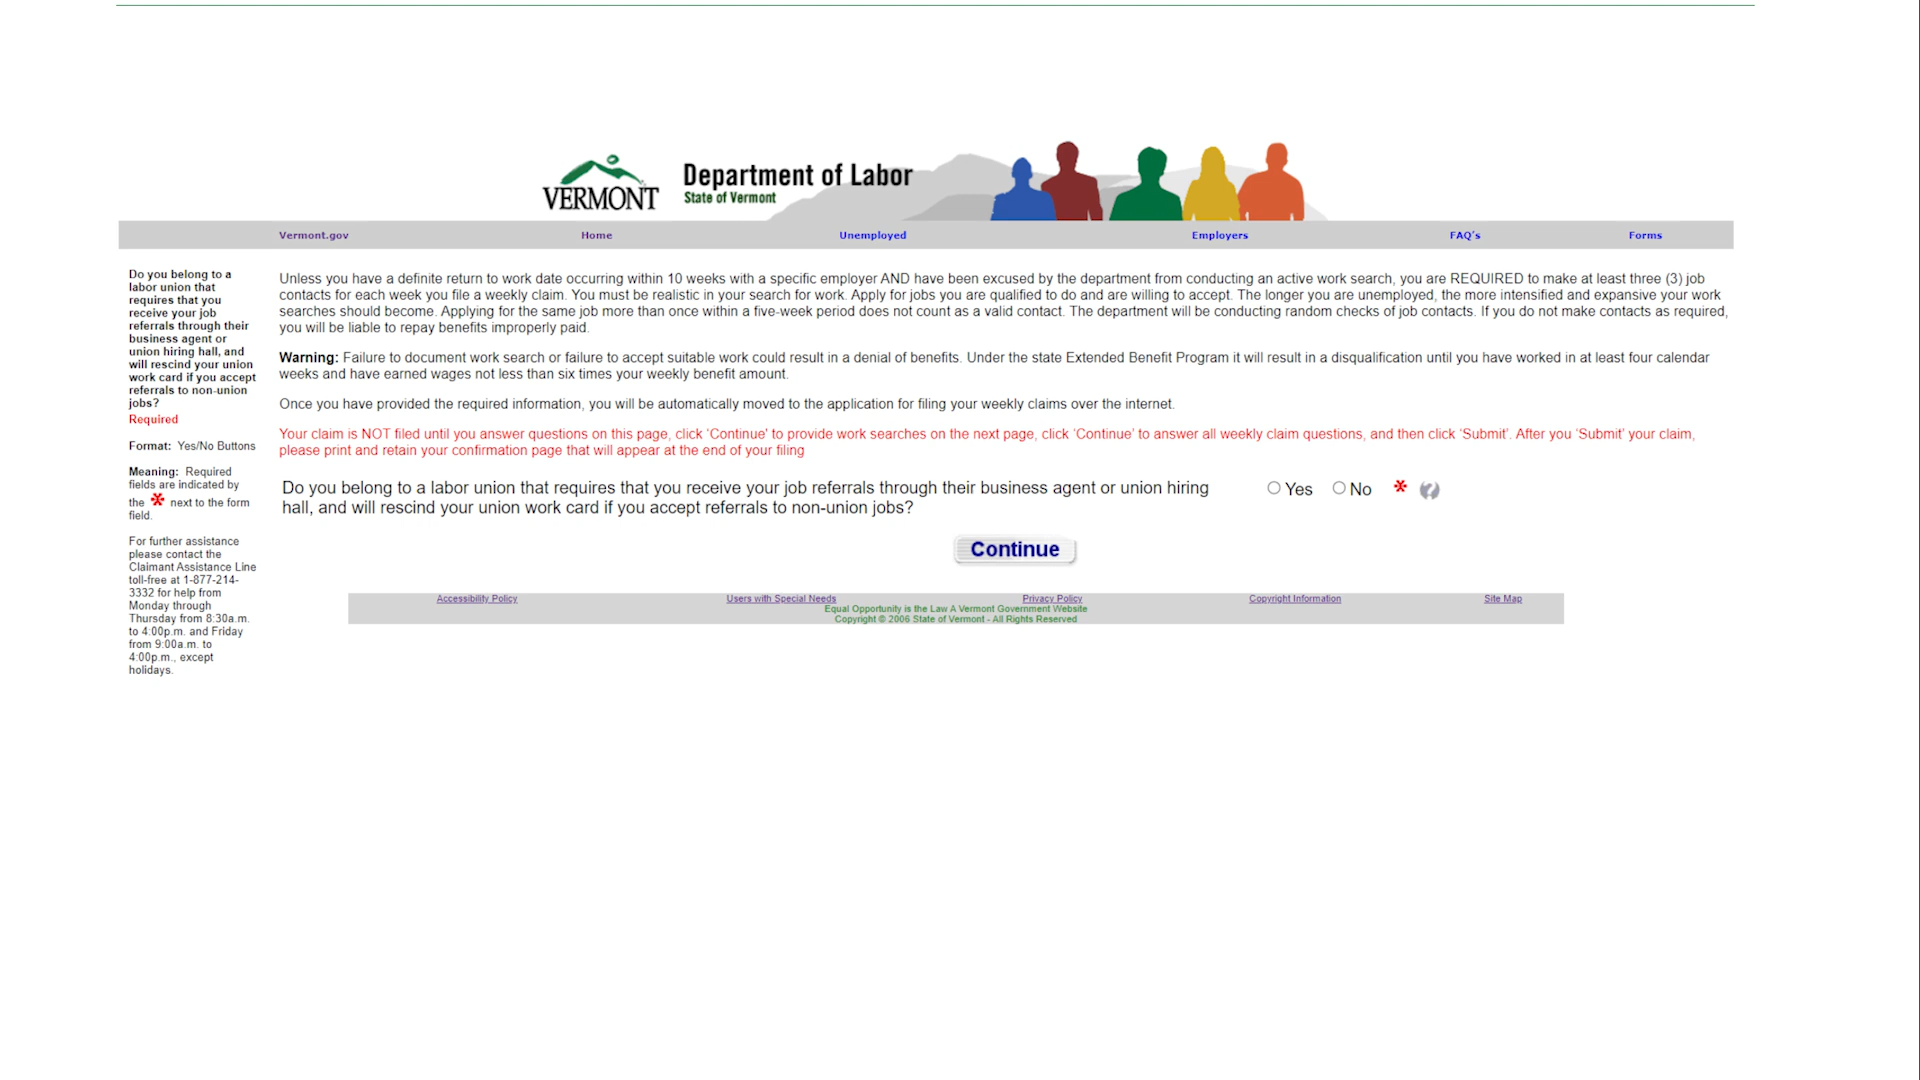 VERMONT
Department of Labor
State of Vermont
Vermont.gov Home Unemployed Employers FAQ's Forms
Do you belong to a
labor union that
requires that you
receive your job
referrals through their
business agent or
union hiring hall, and
will rescind your union
work card if you accept
referrals to non-union
jobs?
Required
Format: Yes/No Buttons
Meaning: Required
fields are indicated by
the * next to the form
field.
For further assistance
please contact the
Claimant Assistance Line
toll-free at 1-877-214-
3332 for help from
Monday through
Thursday from 8:30a.m.
to 4:00p.m. and Friday
from 9:00a.m. to
4:00p.m., except
holidays.
Unless you have a definite return to work date occurring within 10 weeks with a specific employer AND have been excused by the department from conducting an active work search, you are REQUIRED to make at least three (3) job
contacts for each week you file a weekly claim. You must be realistic in your search for work. Apply for jobs you are qualified to do and are willing to accept. The longer you are unemployed, the more intensified and expansive your work
searches should become. Applying for the same job more than once within a five-week period does not count as a valid contact. The department will be conducting random checks of job contacts. If you do not make contacts as required,
you will be liable to repay benefits improperly paid.
Warning: Failure to document work search or failure to accept suitable work could result in a denial of benefits. Under the state Extended Benefit Program it will result in a disqualification until you have worked in at least four calendar
weeks and have earned wages not less than six times your weekly benefit amount.
Once you have provided the required information, you will be automatically moved to the application for filing your weekly claims over the internet.
Your claim is NOT filed until you answer questions on this page, click 'Continue' to provide work searches on the next page, click 'Continue' to answer all weekly claim questions, and then click 'Submit'. After you 'Submit' your claim,
please print and retain your confirmation page that will appear at the end of your filing
Do you belong to a labor union that requires that you receive your job referrals through their business agent or union hiring Yes No * ?
hall, and will rescind your union work card if you accept referrals to non-union jobs?
Continue
Accessibility Policy Users with Special Needs Privacy Policy Copyright Information Site Map
Equal Opportunity is the Law A Vermont Government Website
Copyright © 2006 State of Vermont - All Rights Reserved